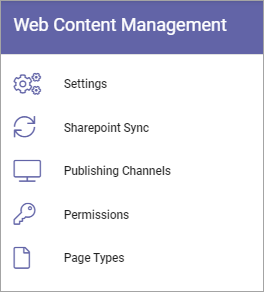 Web Content Management
Settings
Sharepoint Sync
Publishing Channels
Permissions
Page Types